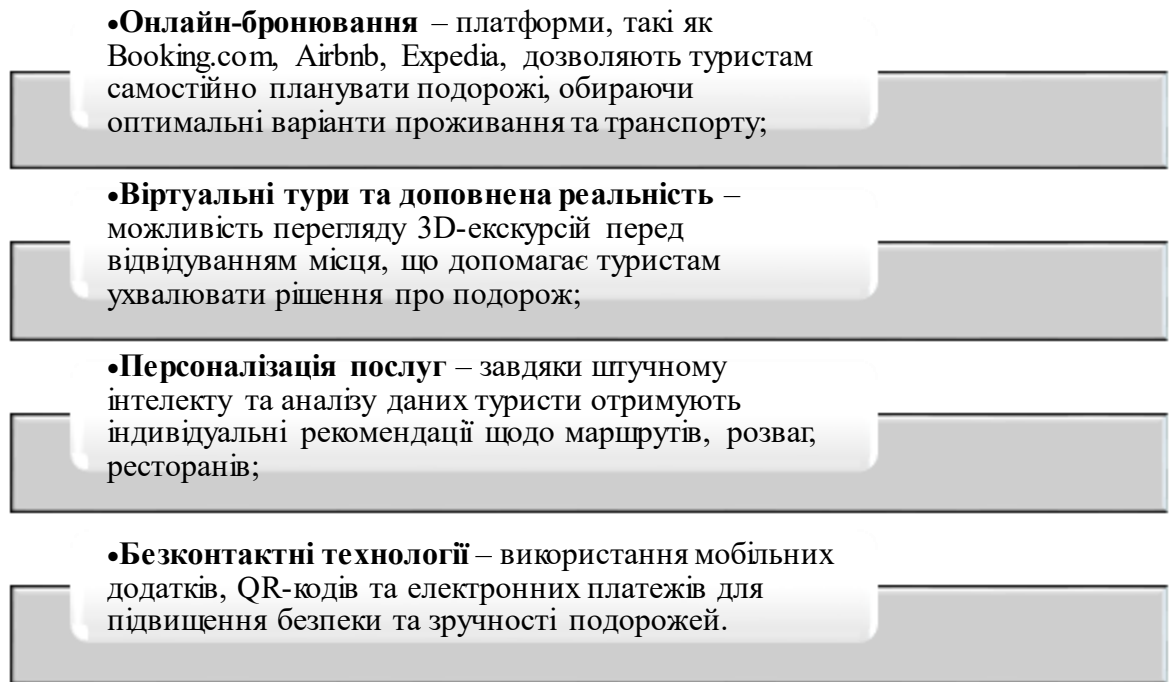 •Онлайн-бронювання – платформи, такі як
Booking.com, Airbnb, Expedia, дозволяють туристам
самостійно планувати подорожі, обираючи
оптимальні варіанти проживання та транспорту;
•Віртуальні тури та доповнена реальність –
можливість перегляду 3D-екскурсій перед
відвідуванням місця, що допомагає туристам
ухвалювати рішення про подорож;
•Персоналізація послуг – завдяки штучному
інтелекту та аналізу даних туристи отримують
індивідуальні рекомендації щодо маршрутів, розваг,
ресторанів;
•Безконтактні технології – використання мобільних
додатків, QR-кодів та електронних платежів для
підвищення безпеки та зручності подорожей.